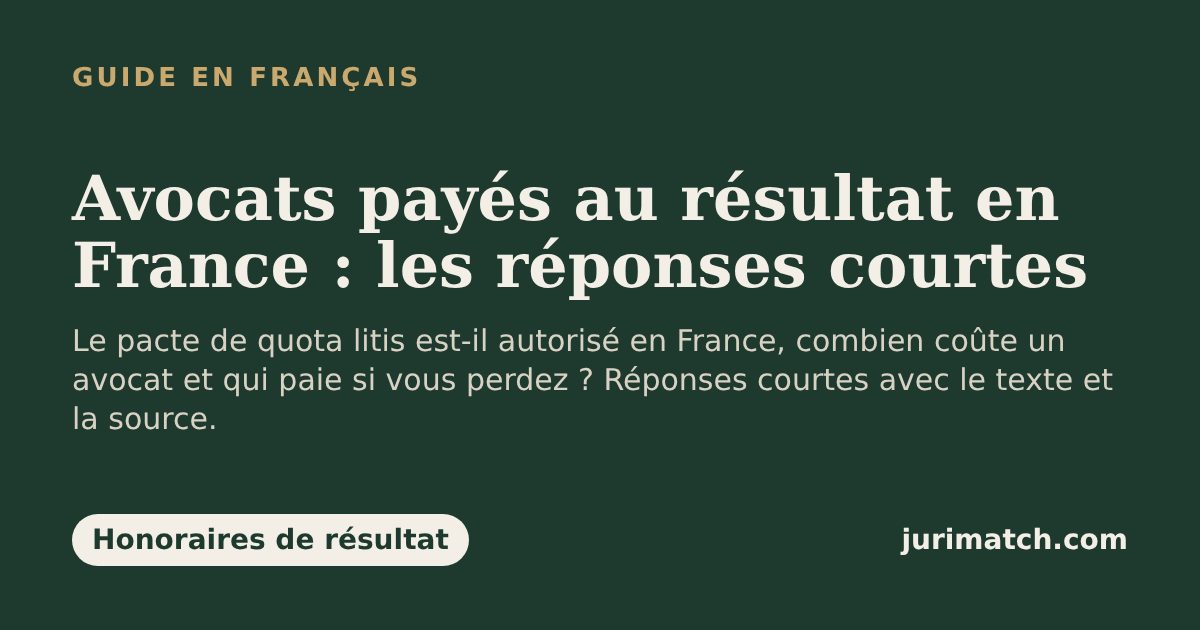 GUIDE EN FRANÇAIS
Avocats payés au résultat en
France : les réponses courtes
Le pacte de quota litis est-il autorisé en France, combien coûte un
avocat et qui paie si vous perdez ? Réponses courtes avec le texte et
la source.
Honoraires de résultat
jurimatch.com